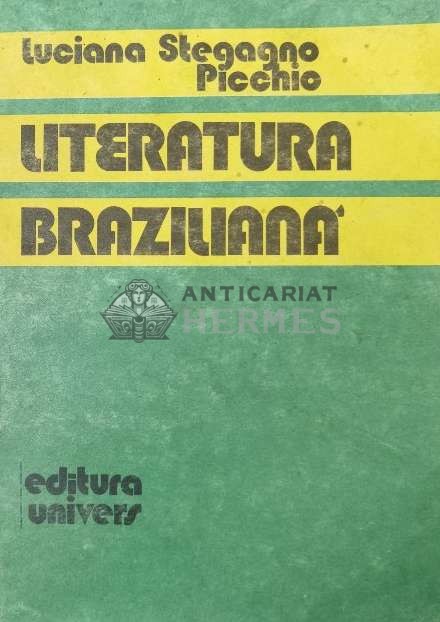 Luciana Stegagno
Picchio
LITERATURA
BRAZILIANĂ
ANTICARIAT
HERMES
editura
univers